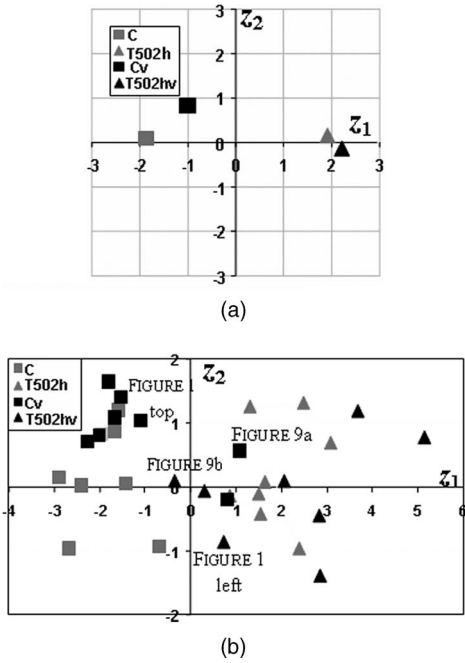 3
z2
C
T502h
Cv
T502hv
2
1
z1
0
-3 -2 -1 0 1 2 3
-1
-2
-3
(a)
2
C
T502h
Cv
T502hv
z2
FIGURE 1
top
1
FIGURE 9a
FIGURE 9b
z1
0
-4 -3 -2 -1 0 1 2 3 4 5 6
-1
FIGURE 1
left
-2
(b)